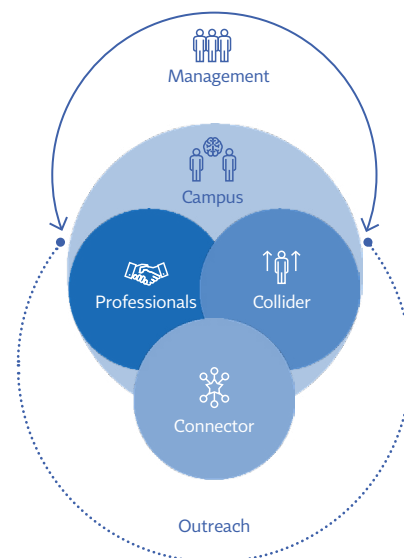 Management
Campus
Professionals
Collider
Connector
Outreach